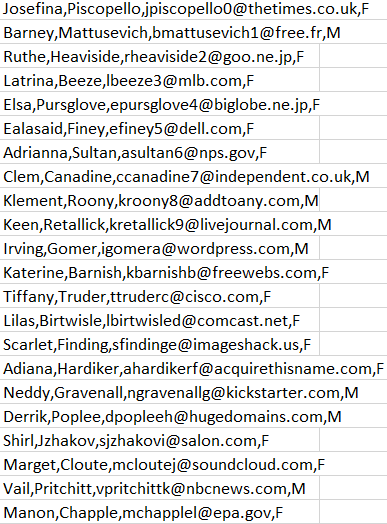 Josefina,Piscopello,jpiscopello0@thetimes.co.uk,F
Barney,Mattusevich,bmattusevich1@free.fr,M
Ruthe,Heaviside,rheaviside2@goo.ne.jp,F
Latrina,Beeze,lbeeze3@mlb.com,F
Elsa,Pursglove,epursglove4@biglobe.ne.jp,F
Ealasaid,Finey,efiney5@dell.com,F
Adrianna,Sultan,asultan6@nps.gov,F
Clem,Canadine,ccanadine7@independent.co.uk,M
Klement,Roony,kroony8@addtoany.com,M
Keen,Retallick,kretallick9@livejournal.com,M
Irving,Gomer,igomera@wordpress.com,M
Katerine,Barnish,kbarnishb@freewebs.com,F
Tiffany,Truder,ttruderc@cisco.com,F
Lilas,Birtwisle,lbirtwisled@comcast.net,F
Scarlet,Finding,sfindinge@imageshack.us,F
Adiana,Hardiker,ahardikerf@acquirethisname.com,F
Neddy,Gravenall,ngravenallg@kickstarter.com,M
Derrik,Poplee,dpopleeh@hugedomains.com,M
Shirl,Jzhakov,sjzhakovi@salon.com,F
Marget,Cloute,mcloutej@soundcloud.com,F
Vail,Pritchitt,vpritchittk@nbcnews.com,M
Manon,Chapple,mchapplel@epa.gov,F